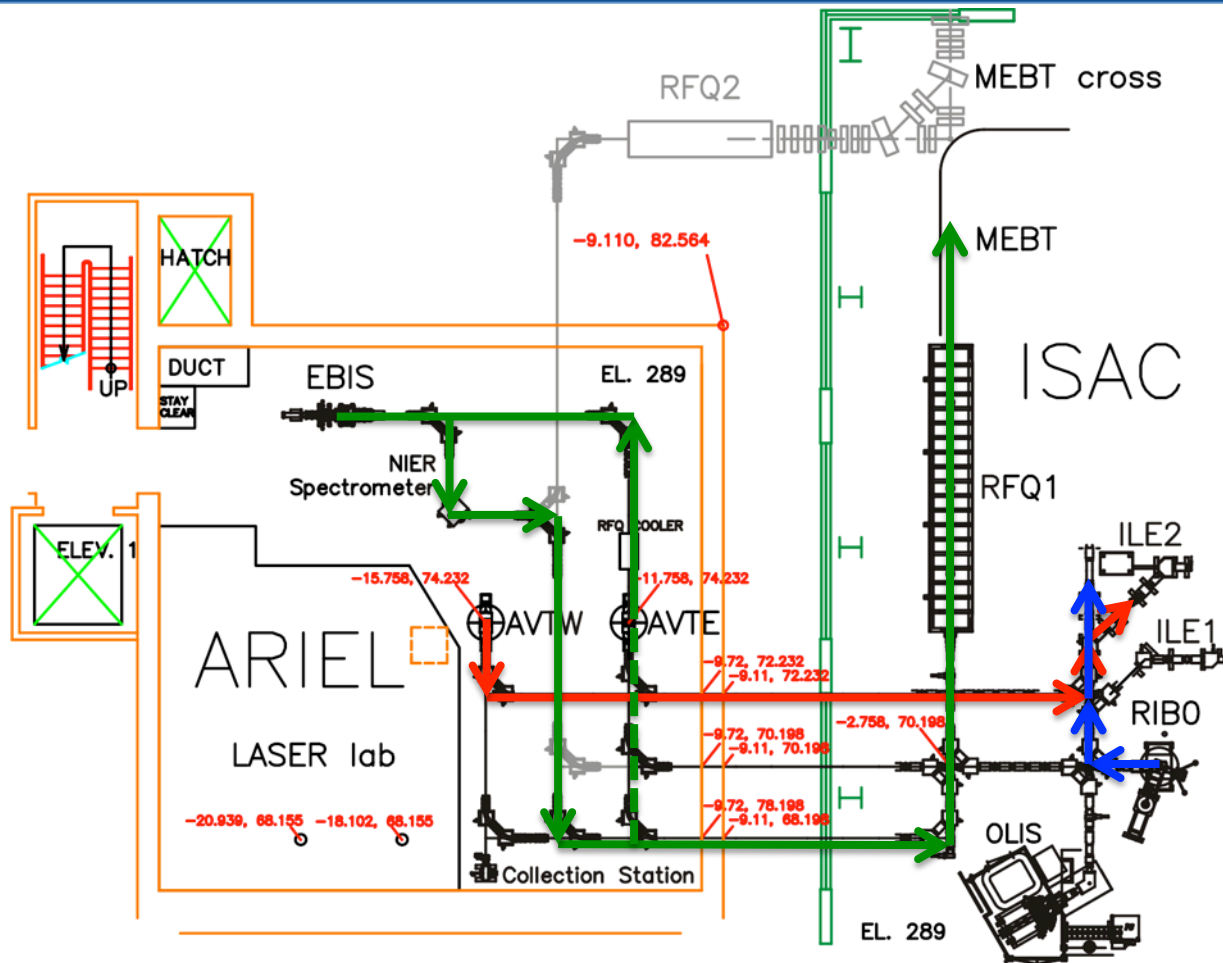 RFQ2
MEBT cross
-9.110, 82.564
MEBT
HATCH
UP
DUCT
STAY
CLEAR
EBIS
EL. 289
ISAC
NIER
Spectrometer
RFQ1
RFQ COOLER
ELEV. 1
ILE2
-15.758, 74.232
-11.758, 74.232
AVTW
AVTE
ILE1
ARIEL
-9.72, 72.232
-9.11, 72.232
RIBO
-9.72, 70.198
-9.11, 70.198
-2.758, 70.198
LASER lab
-9.72, 78.198
-9.11, 68.198
-20.939, 68.155
-18.102, 68.155
OLIS
Collection Station
EL. 289